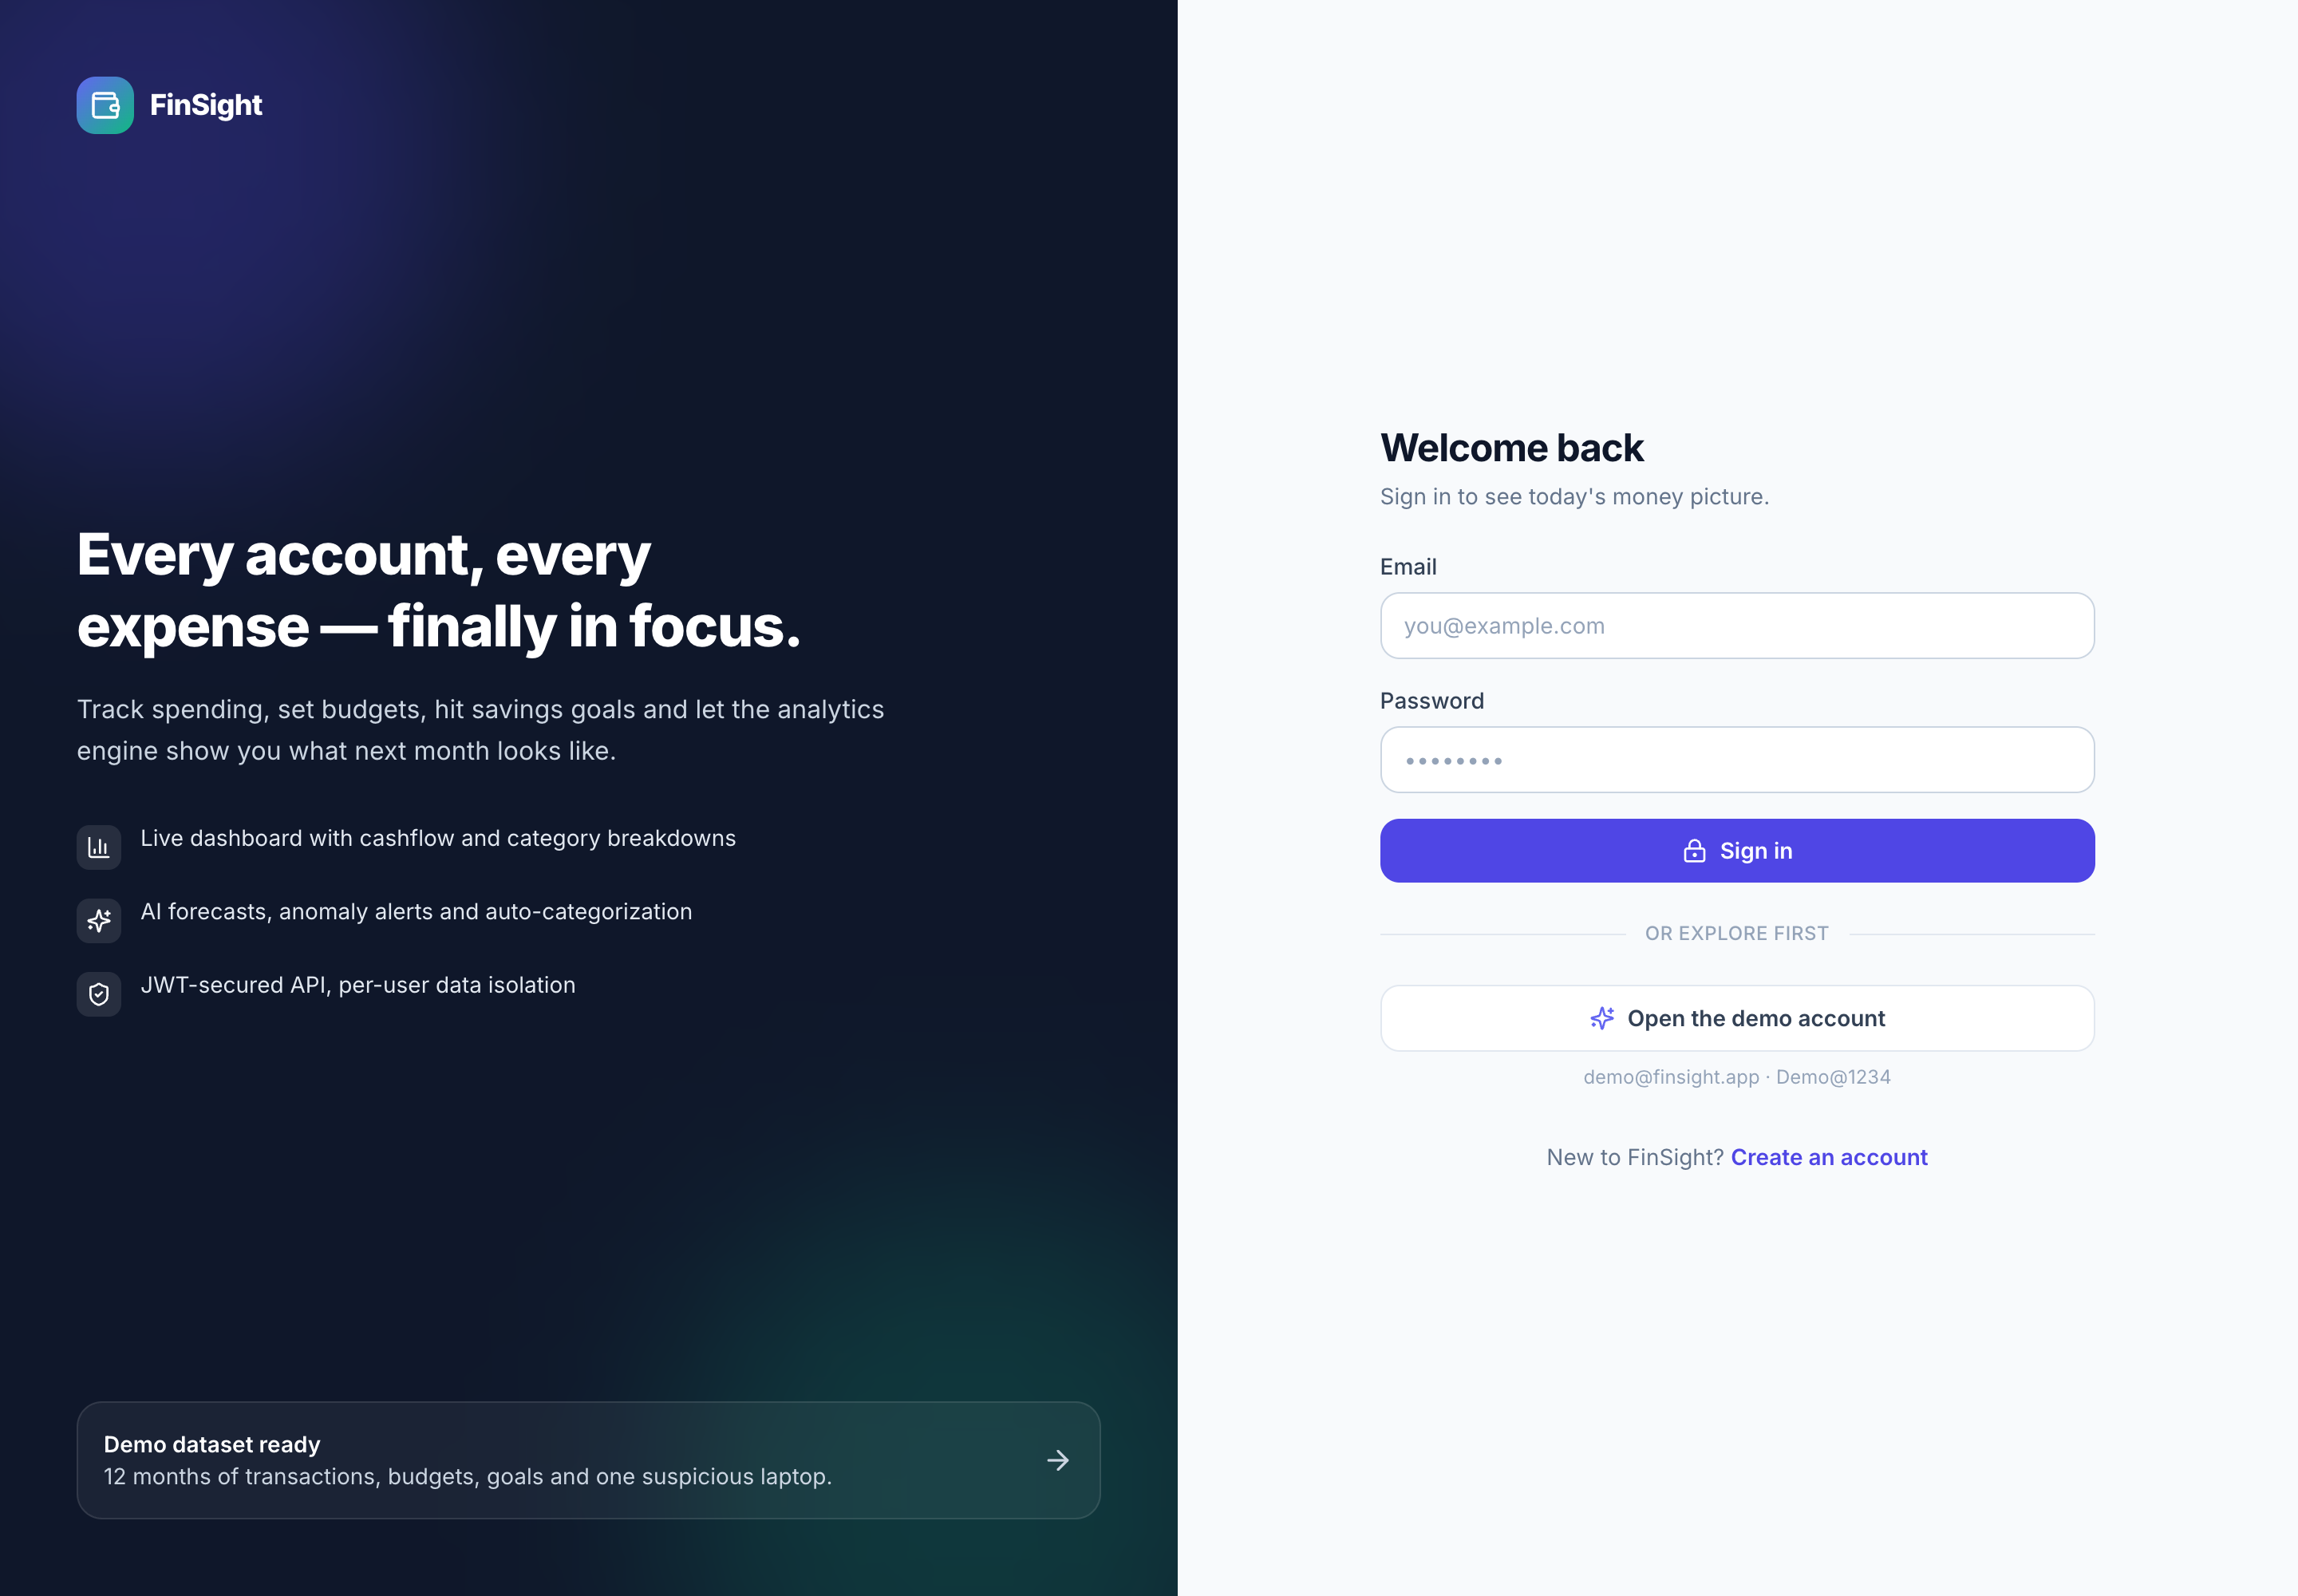 FinSight
Every account, every
expense — finally in focus.
Track spending, set budgets, hit savings goals and let the analytics
engine show you what next month looks like.
Live dashboard with cashflow and category breakdowns
AI forecasts, anomaly alerts and auto-categorization
JWT-secured API, per-user data isolation
Demo dataset ready
12 months of transactions, budgets, goals and one suspicious laptop.
Welcome back
Sign in to see today's money picture.
Email
you@example.com
Password
••••••••
Sign in
OR EXPLORE FIRST
Open the demo account
demo@finsight.app · Demo@1234
New to FinSight? Create an account